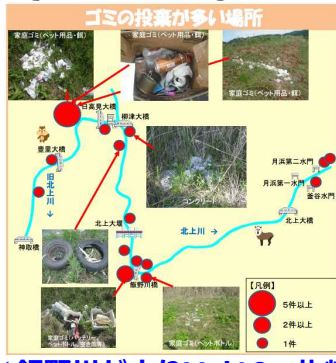 ゴミの投棄が多い場所
家庭ゴミ(ペット用品・餌)
家庭ゴミ(ペット用品・餌)
家庭ゴミ(ペット用品・餌)
日高見大橋
柳津大橋
豊里大橋
旧北上川
→
コンクリート
月浜第二水門
月浜第一水門
釜谷水門
神取橋
北上大堰
北上川 →
北上大橋
飯野川橋
家庭ゴミ(ペットボトル)
【凡例】
5件以上
2件以上
1件